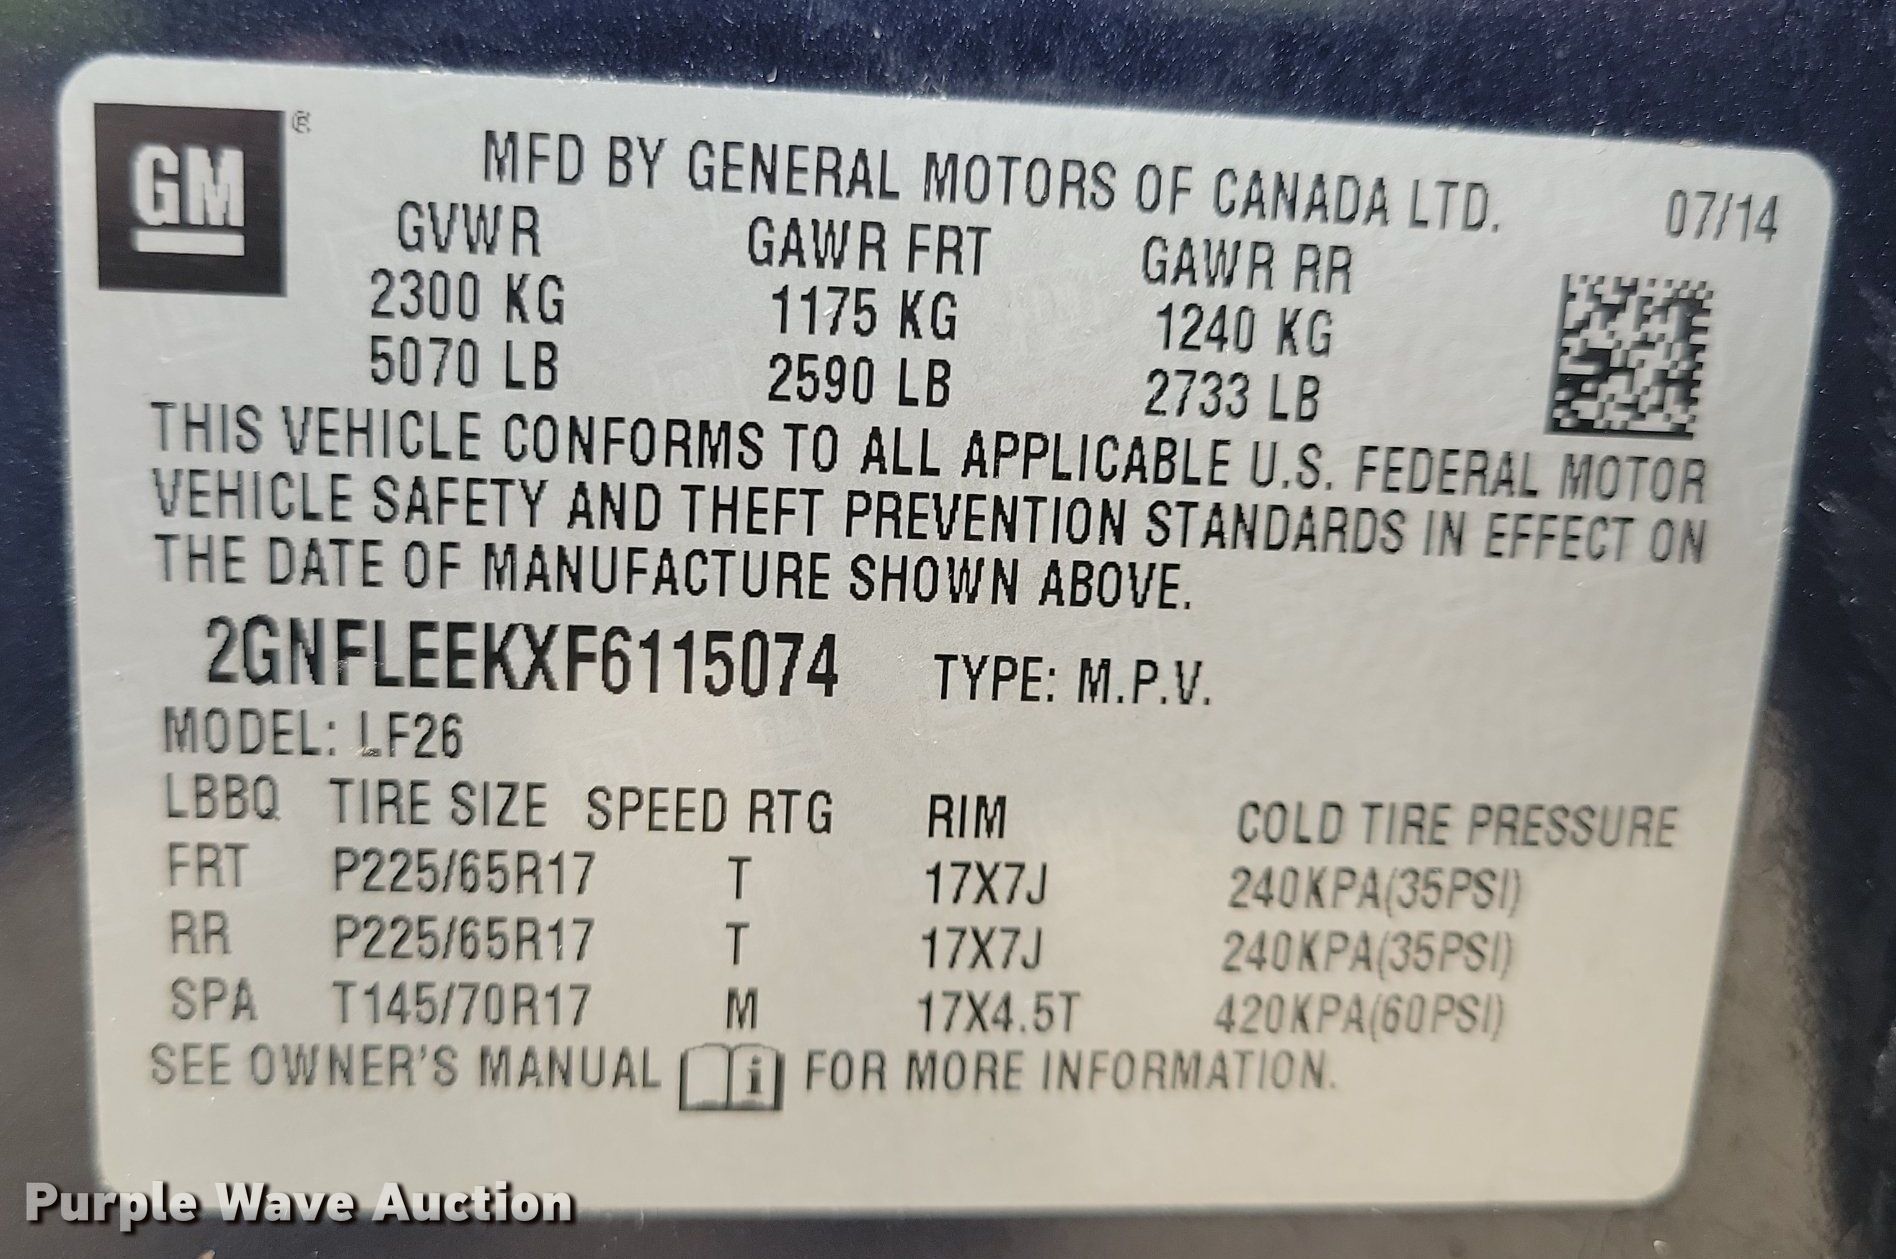 GM ®
MFD BY GENERAL MOTORS OF CANADA LTD. 07/14
GVWR GAWR FRT GAWR RR
2300 KG 1175 KG 1240 KG
5070 LB 2590 LB 2733 LB
THIS VEHICLE CONFORMS TO ALL APPLICABLE U.S. FEDERAL MOTOR
VEHICLE SAFETY AND THEFT PREVENTION STANDARDS IN EFFECT ON
THE DATE OF MANUFACTURE SHOWN ABOVE.
2GNFLEEKXF6115074 TYPE: M.P.V.
MODEL: LF26
LBBQ TIRE SIZE SPEED RTG RIM COLD TIRE PRESSURE
FRT P225/65R17 T 17X7J 240KPA(35PSI)
RR P225/65R17 T 17X7J 240KPA(35PSI)
SPA T145/70R17 M 17X4.5T 420KPA(60PSI)
SEE OWNER'S MANUAL i FOR MORE INFORMATION.
Purple Wave Auction